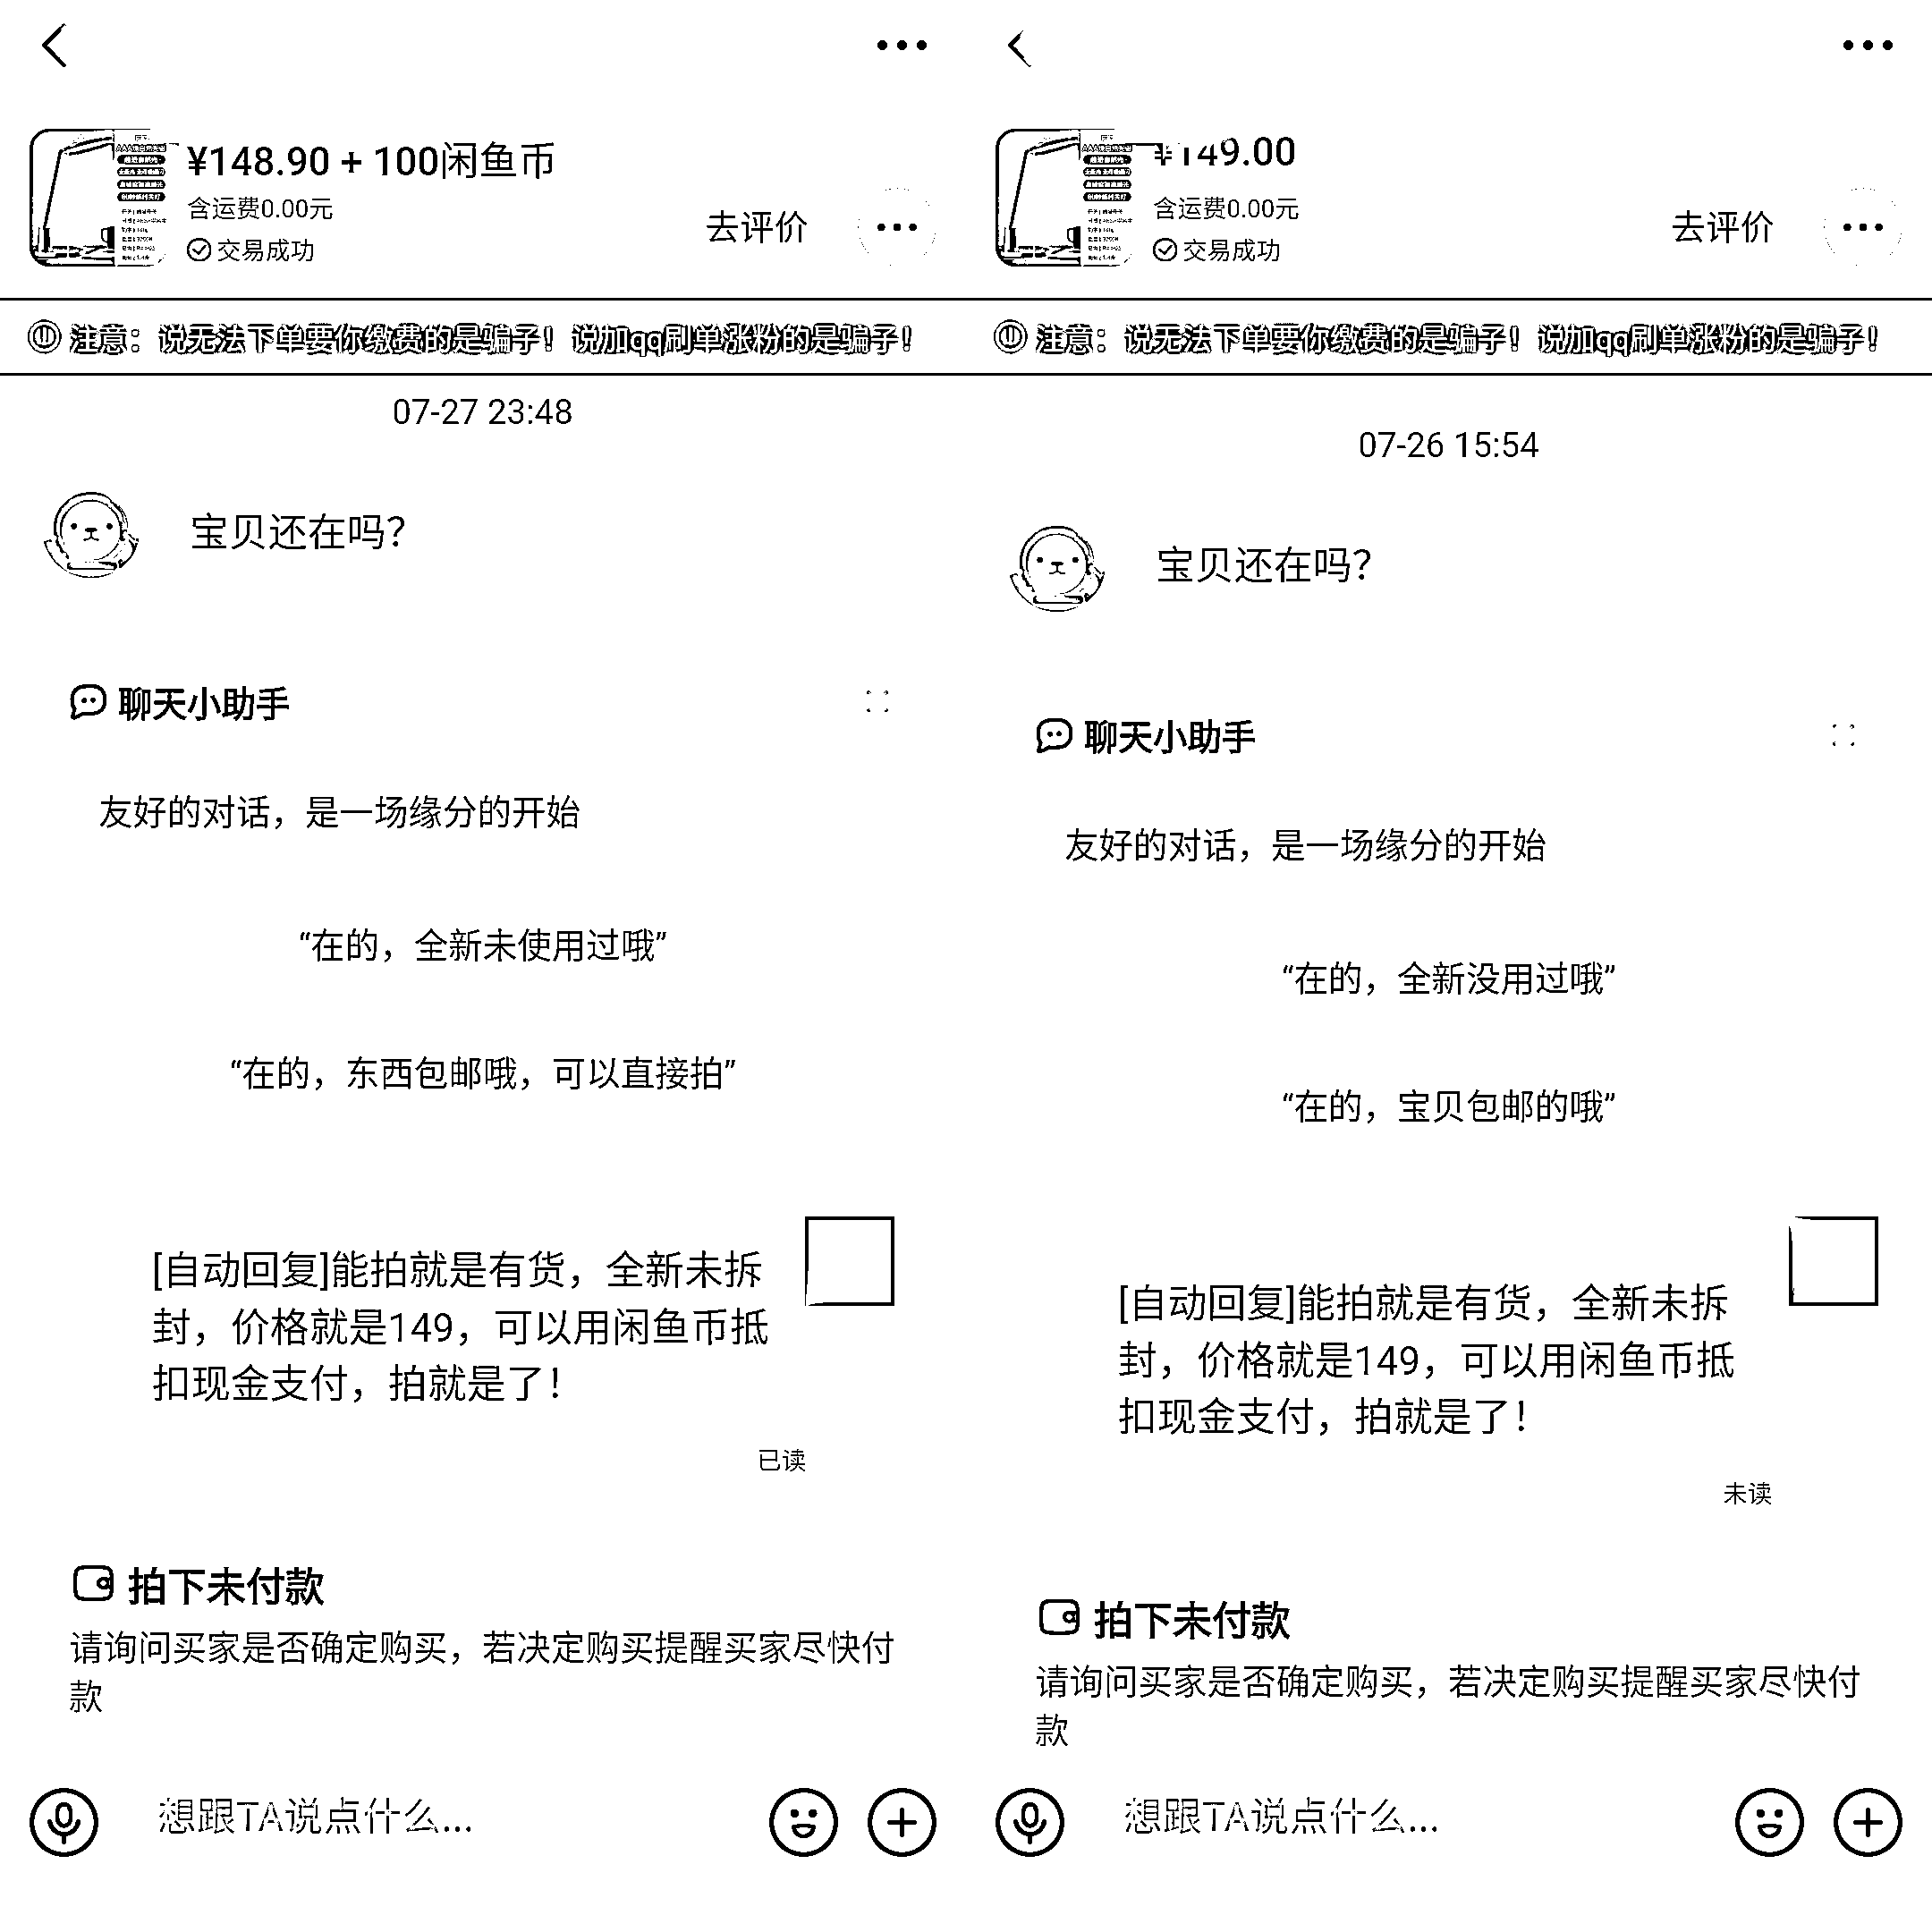 ¥148.90 + 100闲鱼币
含运费0.00元
交易成功
去评价
注意：说无法下单要你缴费的是骗子！说加qq刷单涨粉的是骗子！
07-27 23:48
宝贝还在吗？
聊天小助手
友好的对话，是一场缘分的开始
“在的，全新未使用过哦”
“在的，东西包邮哦，可以直接拍”
[自动回复]能拍就是有货，全新未拆
封，价格就是149，可以用闲鱼币抵
扣现金支付，拍就是了！
已读
拍下未付款
请询问买家是否确定购买，若决定购买提醒买家尽快付
款
想跟TA说点什么...
¥149.00
含运费0.00元
交易成功
去评价
注意：说无法下单要你缴费的是骗子！说加qq刷单涨粉的是骗子！
07-26 15:54
宝贝还在吗？
聊天小助手
友好的对话，是一场缘分的开始
“在的，全新没用过哦”
“在的，宝贝包邮的哦”
[自动回复]能拍就是有货，全新未拆
封，价格就是149，可以用闲鱼币抵
扣现金支付，拍就是了！
未读
拍下未付款
请询问买家是否确定购买，若决定购买提醒买家尽快付
款
想跟TA说点什么...